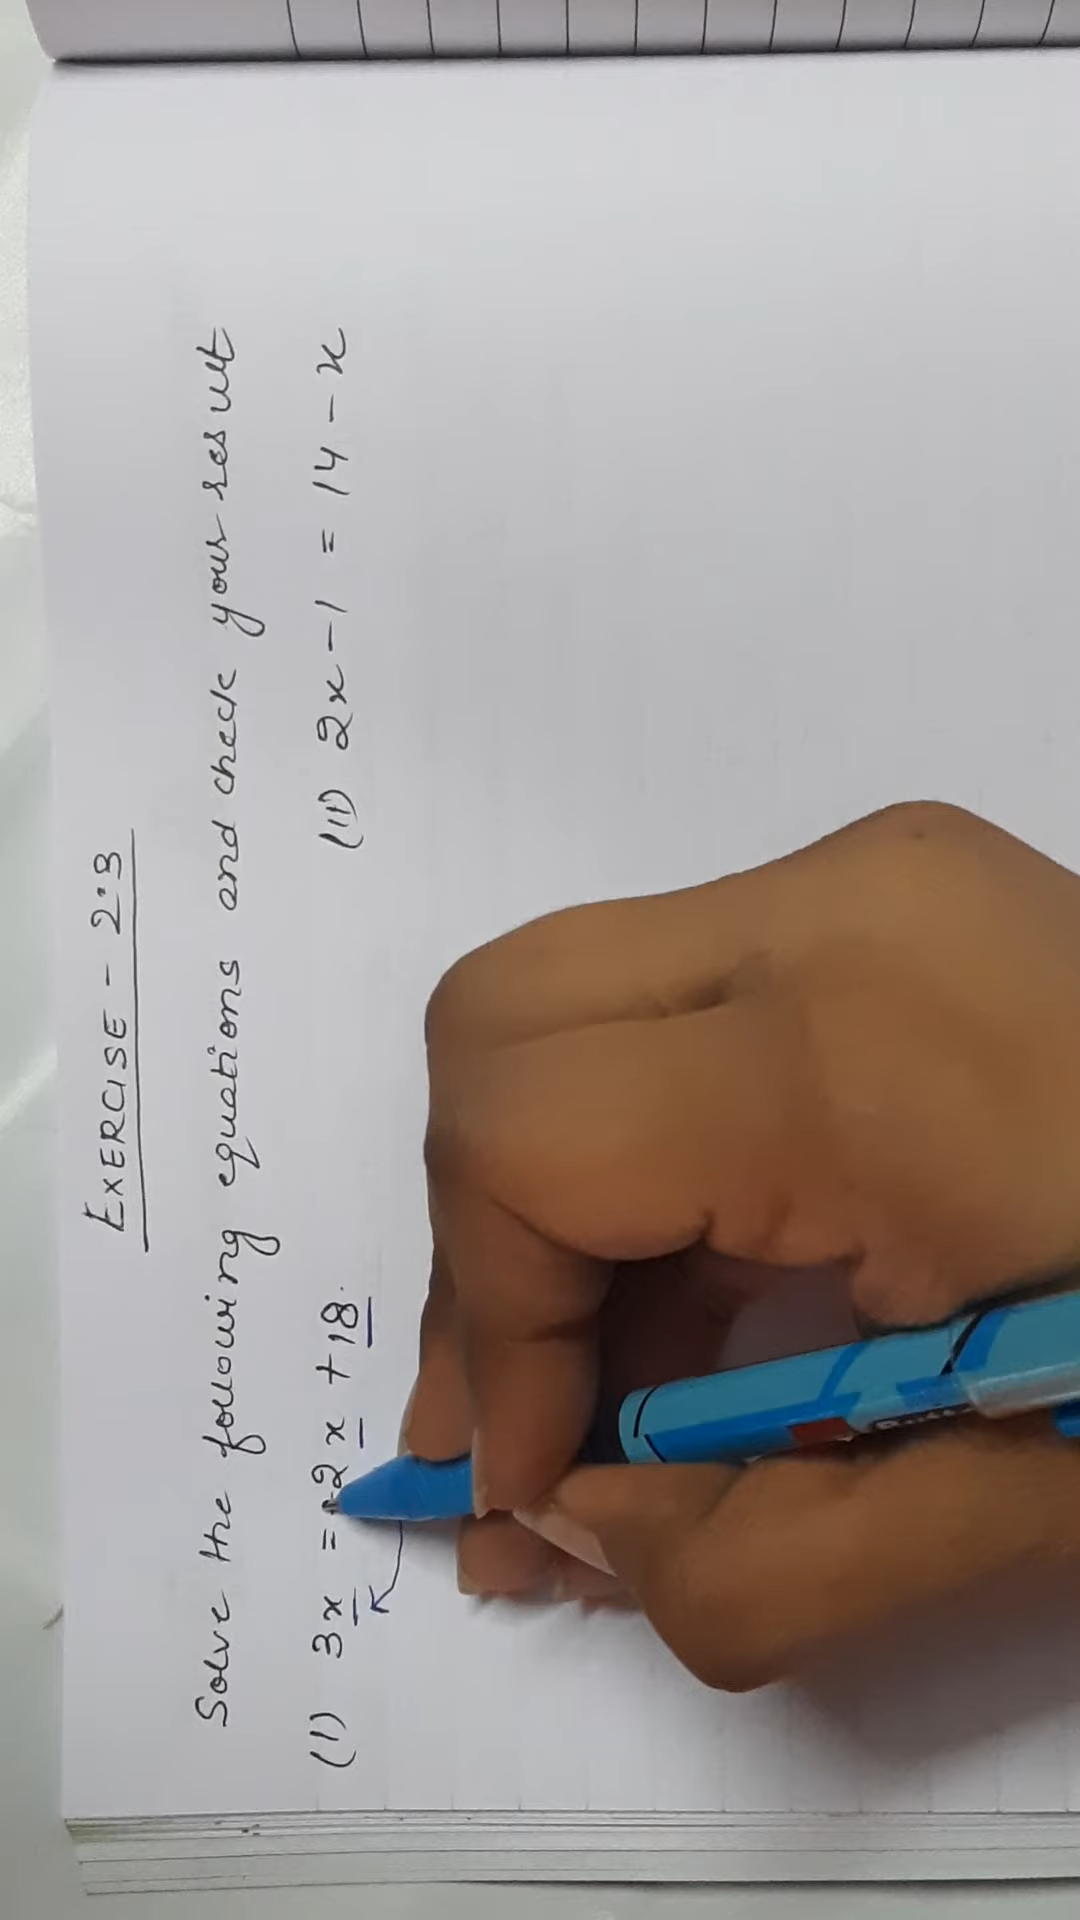 EXERCISE - 2.3
Solve the following equations and check your result
(I) 3x = 2x + 18. (II) 2x - 1 = 14 - x